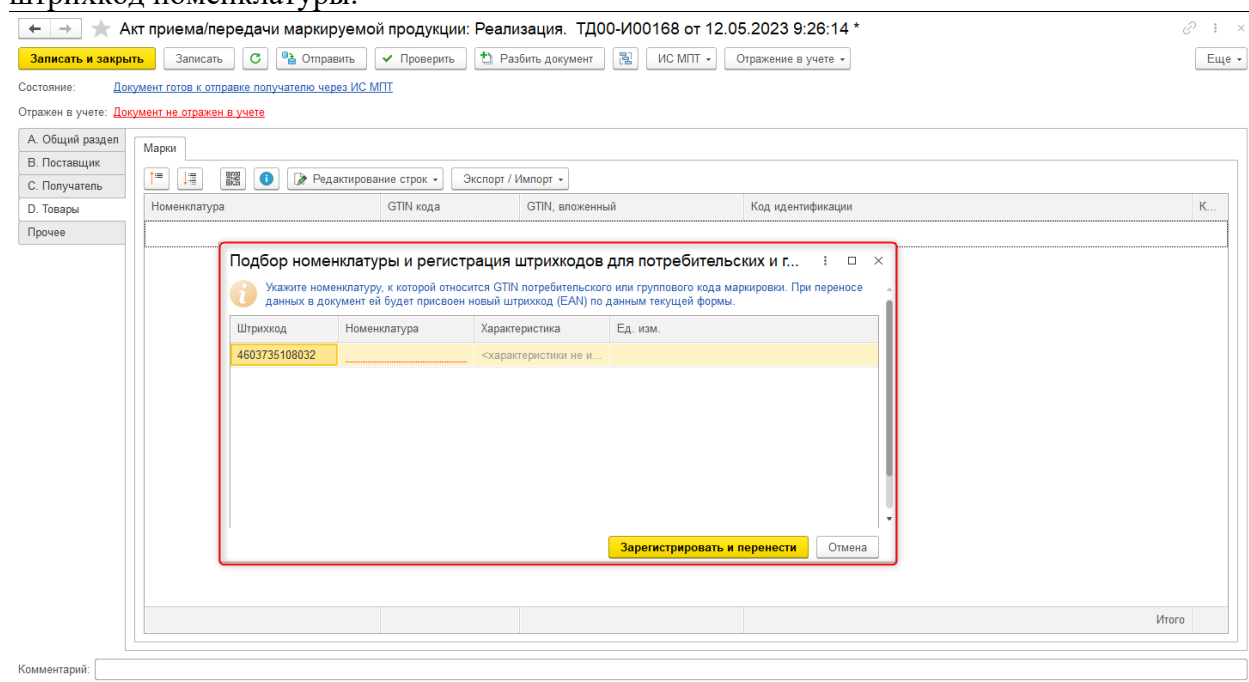 штрихкод номенклатуры.
Акт приема/передачи маркируемой продукции: Реализация. ТД00-И00168 от 12.05.2023 9:26:14 *
Записать и закрыть Записать Отправить Проверить Разбить документ ИС МПТ Отражение в учете Еще
Состояние: Документ готов к отправке получателю через ИС МПТ
Отражен в учете: Документ не отражен в учете
А. Общий раздел
Марки
B. Поставщик
C. Получатель
D. Товары
Прочее
Редактирование строк Экспорт / Импорт
Номенклатура GTIN кода GTIN, вложенный Код идентификации К...
Подбор номенклатуры и регистрация штрихкодов для потребительских и г...
Укажите номенклатуру, к которой относится GTIN потребительского или группового кода маркировки. При переносе
данных в документ ей будет присвоен новый штрихкод (EAN) по данным текущей формы.
Штрихкод Номенклатура Характеристика Ед. изм.
4603735108032 <характеристики не и...
Зарегистрировать и перенести Отмена
Итого
Комментарий: